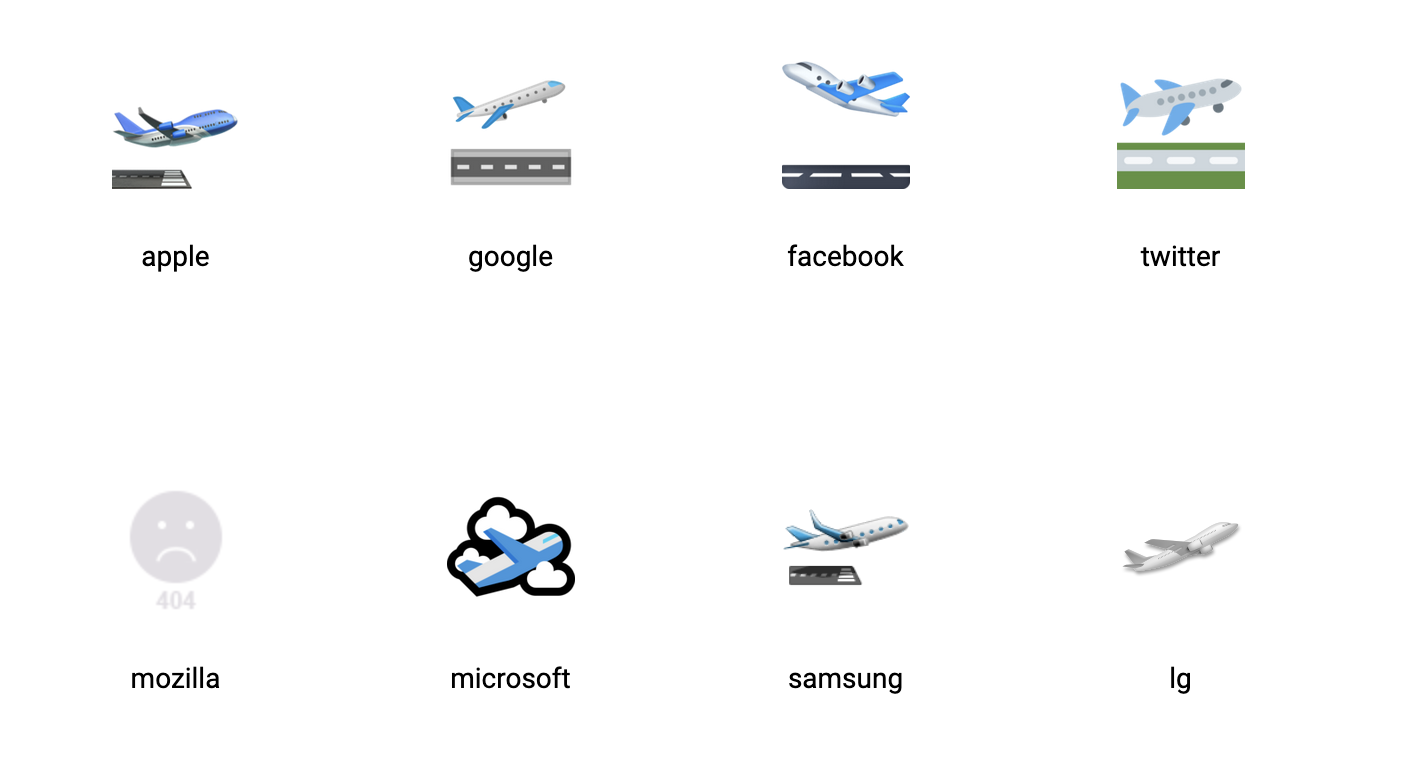 apple
google
facebook
twitter
404
mozilla
microsoft
samsung
lg